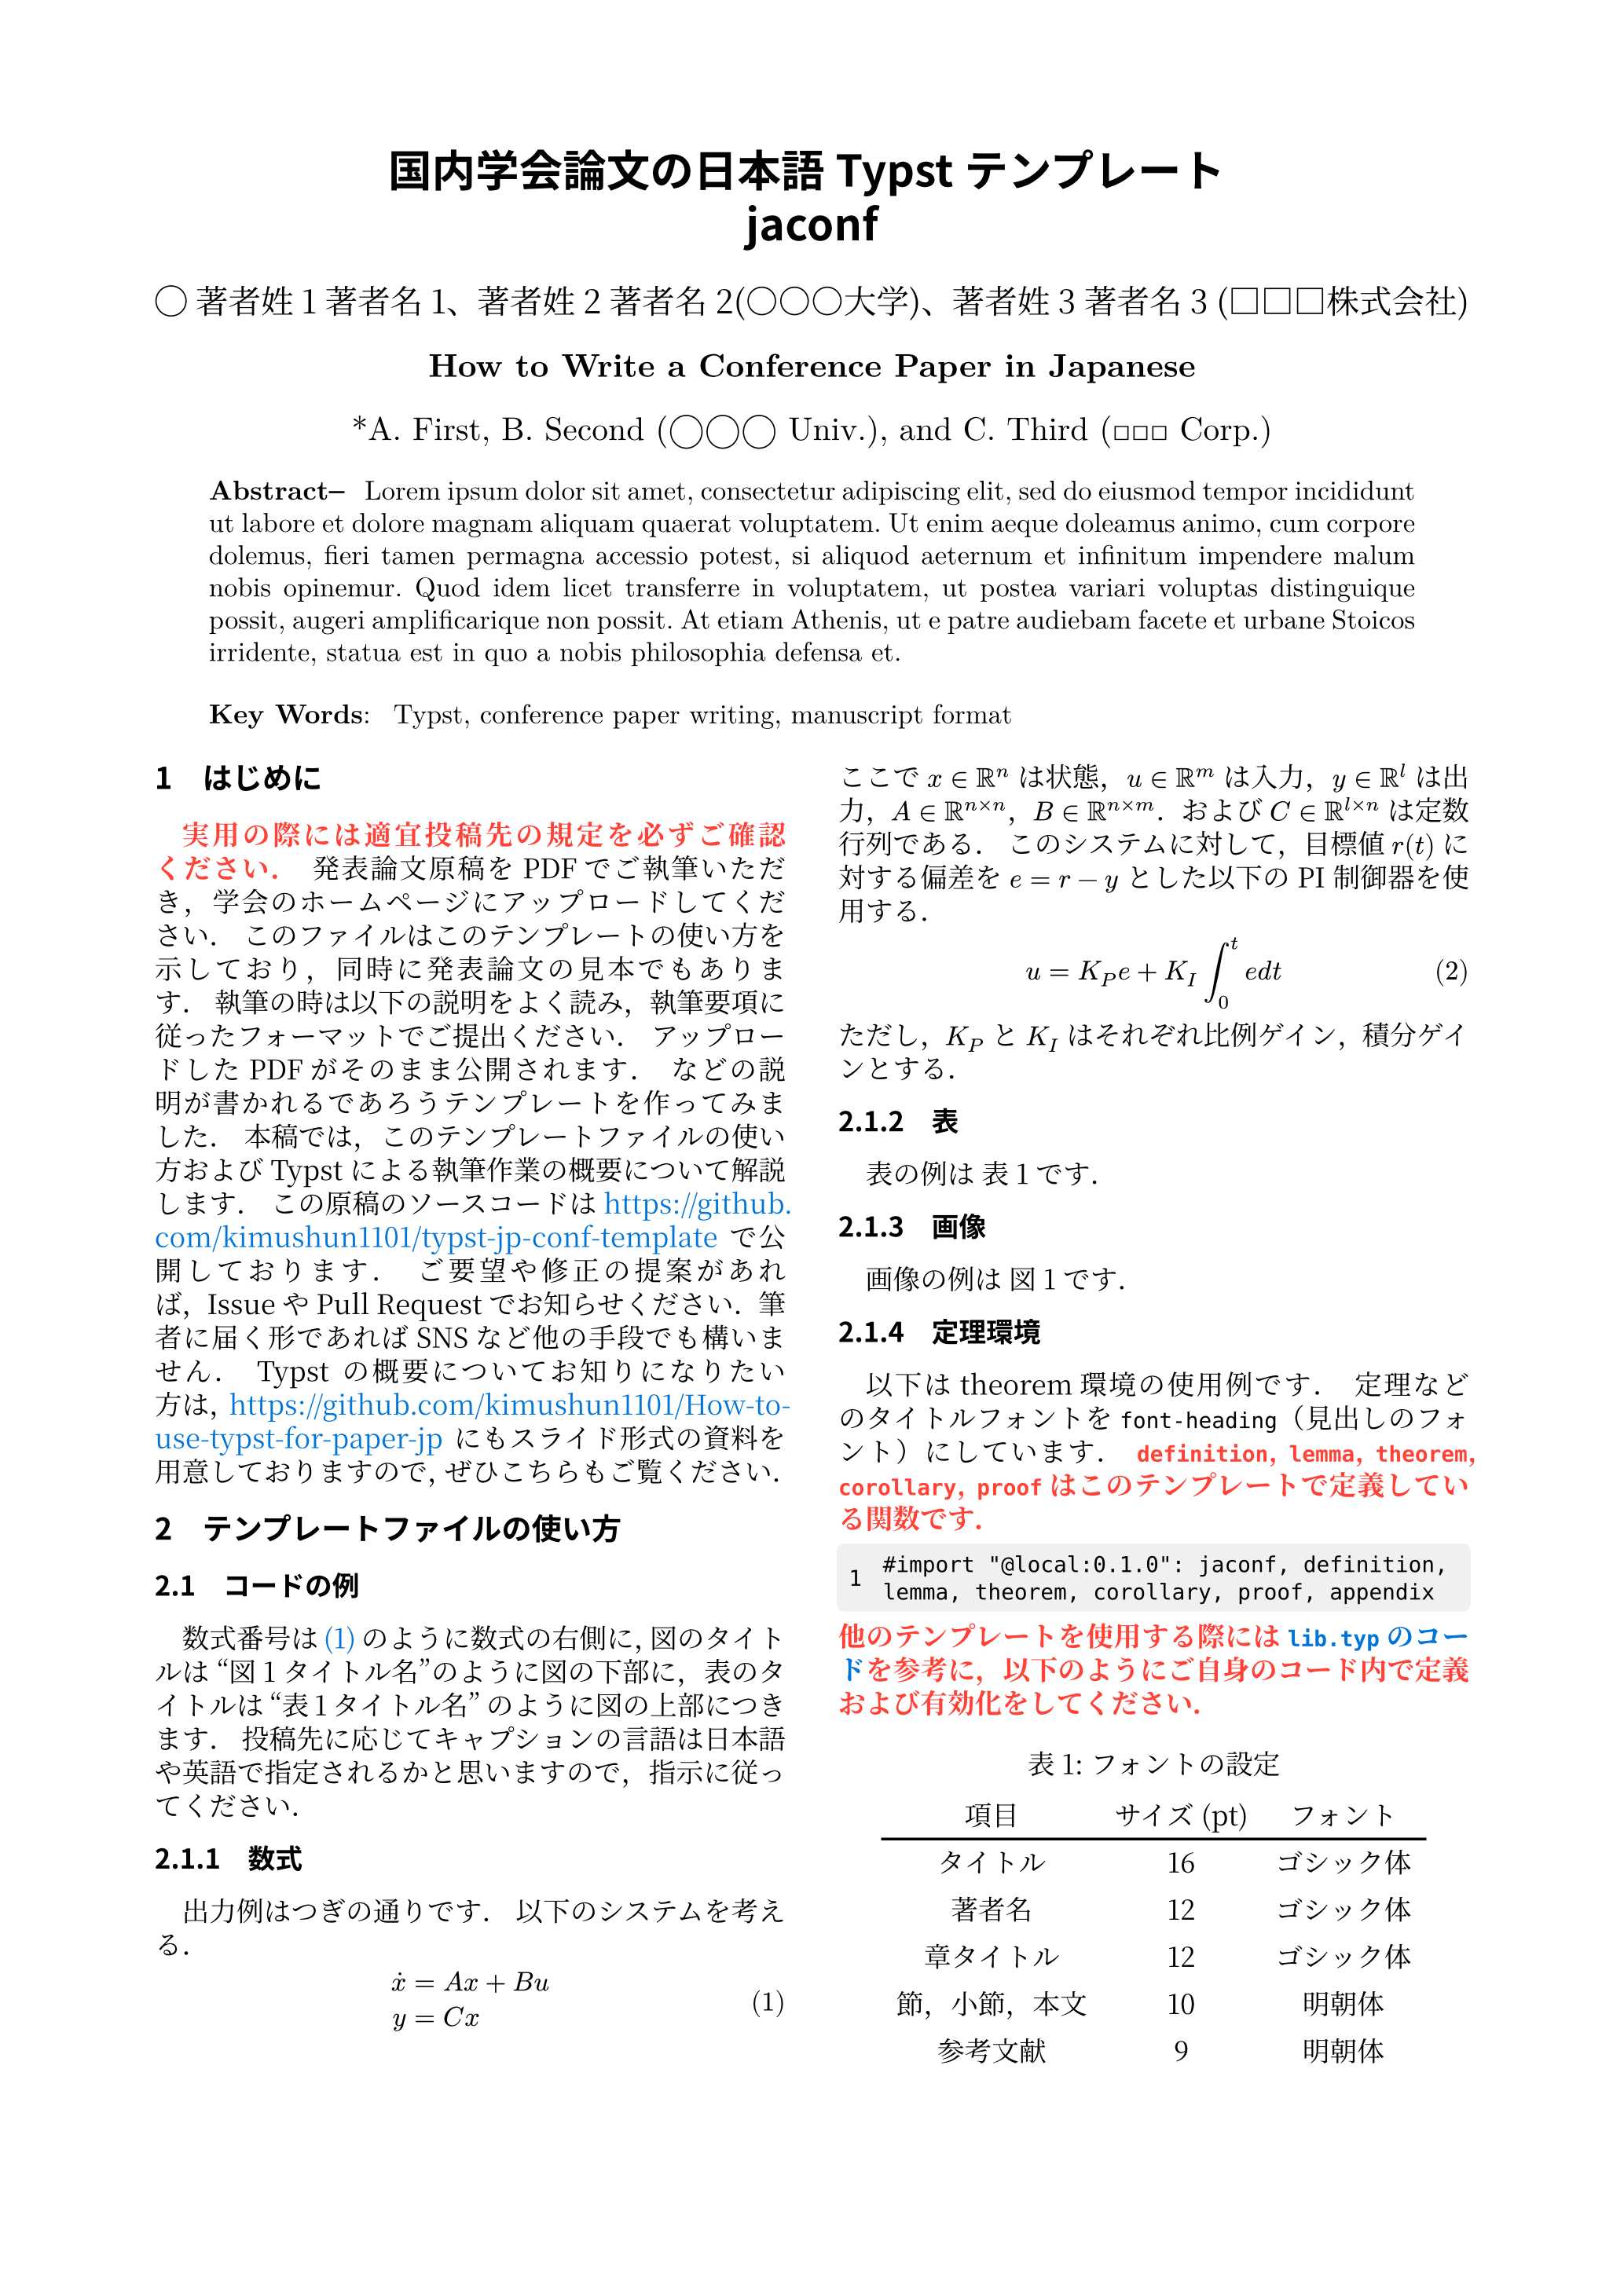 国内学会論文の日本語 Typst テンプレート
jaconf
◯ 著者姓 1 著者名 1、著者姓 2 著者名 2(◯◯◯大学)、著者姓 3 著者名 3 (□□□株式会社)
How to Write a Conference Paper in Japanese
*A. First, B. Second (◯◯◯ Univ.), and C. Third (□□□ Corp.)
Abstract– Lorem ipsum dolor sit amet, consectetur adipiscing elit, sed do eiusmod tempor incididunt
ut labore et dolore magnam aliquam quaerat voluptatem. Ut enim aeque doleamus animo, cum corpore
dolemus, fieri tamen permagna accessio potest, si aliquod aeternum et infinitum impendere malum
nobis opinemur. Quod idem licet transferre in voluptatem, ut postea variari voluptas distinguique
possit, augeri amplificarique non possit. At etiam Athenis, ut e patre audiebam facete et urbane Stoicos
irridente, statua est in quo a nobis philosophia defensa et.
Key Words: Typst, conference paper writing, manuscript format
1 はじめに
実用の際には適宜投稿先の規定を必ずご確認
ください． 発表論文原稿を PDF でご執筆いただ
き，学会のホームページにアップロードしてくだ
さい． このファイルはこのテンプレートの使い方を
示しており，同時に発表論文の見本でもありま
す． 執筆の時は以下の説明をよく読み，執筆要項に
従ったフォーマットでご提出ください． アップロー
ドした PDF がそのまま公開されます． などの説
明が書かれるであろうテンプレートを作ってみま
した． 本稿では，このテンプレートファイルの使い
方および Typst による執筆作業の概要について解説
します． この原稿のソースコードは https://github.
com/kimushun1101/typst-jp-conf-template で公
開しております． ご要望や修正の提案があれ
ば，Issue や Pull Request でお知らせください．筆
者に届く形であれば SNS など他の手段でも構いま
せん． Typst の概要についてお知りになりたい
方は，https://github.com/kimushun1101/How-to-
use-typst-for-paper-jp にもスライド形式の資料を
用意しておりますので，ぜひこちらもご覧ください．
2 テンプレートファイルの使い方
2.1 コードの例
数式番号は (1) のように数式の右側に，図のタイト
ルは “図 1 タイトル名”のように図の下部に，表のタ
イトルは “表 1 タイトル名” のように図の上部につき
ます． 投稿先に応じてキャプションの言語は日本語
や英語で指定されるかと思いますので，指示に従っ
てください．
2.1.1 数式
出力例はつぎの通りです． 以下のシステムを考え
る．
ẋ = Ax + Bu
y = Cx (1)
ここで x ∈ ℝⁿ は状態，u ∈ ℝᵐ は入力，y ∈ ℝˡ は出
力，A ∈ ℝⁿˣⁿ，B ∈ ℝⁿˣᵐ．および C ∈ ℝˡˣⁿ は定数
行列である． このシステムに対して，目標値 r(t) に
対する偏差を e = r − y とした以下の PI 制御器を使
用する．
u = K_P e + K_I ∫₀ᵗ edt (2)
ただし，K_P と K_I はそれぞれ比例ゲイン，積分ゲイ
ンとする．
2.1.2 表
表の例は 表 1 です．
2.1.3 画像
画像の例は 図 1 です．
2.1.4 定理環境
以下は theorem 環境の使用例です． 定理など
のタイトルフォントを font-heading（見出しのフォ
ント）にしています． definition, lemma, theorem,
corollary, proof はこのテンプレートで定義してい
る関数です．
1 #import "@local:0.1.0": jaconf, definition,
lemma, theorem, corollary, proof, appendix
他のテンプレートを使用する際には lib.typ のコー
ドを参考に，以下のようにご自身のコード内で定義
および有効化をしてください．
表 1: フォントの設定
項目 サイズ (pt) フォント
タイトル 16 ゴシック体
著者名 12 ゴシック体
章タイトル 12 ゴシック体
節，小節，本文 10 明朝体
参考文献 9 明朝体